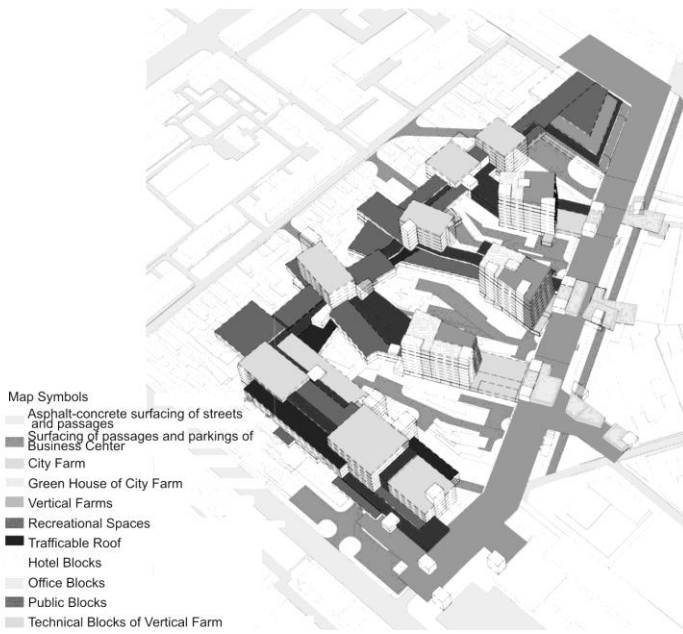 Map Symbols
Asphalt-concrete surfacing of streets
and passages
Surfacing of passages and parkings of
Business Center
City Farm
Green House of City Farm
Vertical Farms
Recreational Spaces
Trafficable Roof
Hotel Blocks
Office Blocks
Public Blocks
Technical Blocks of Vertical Farm